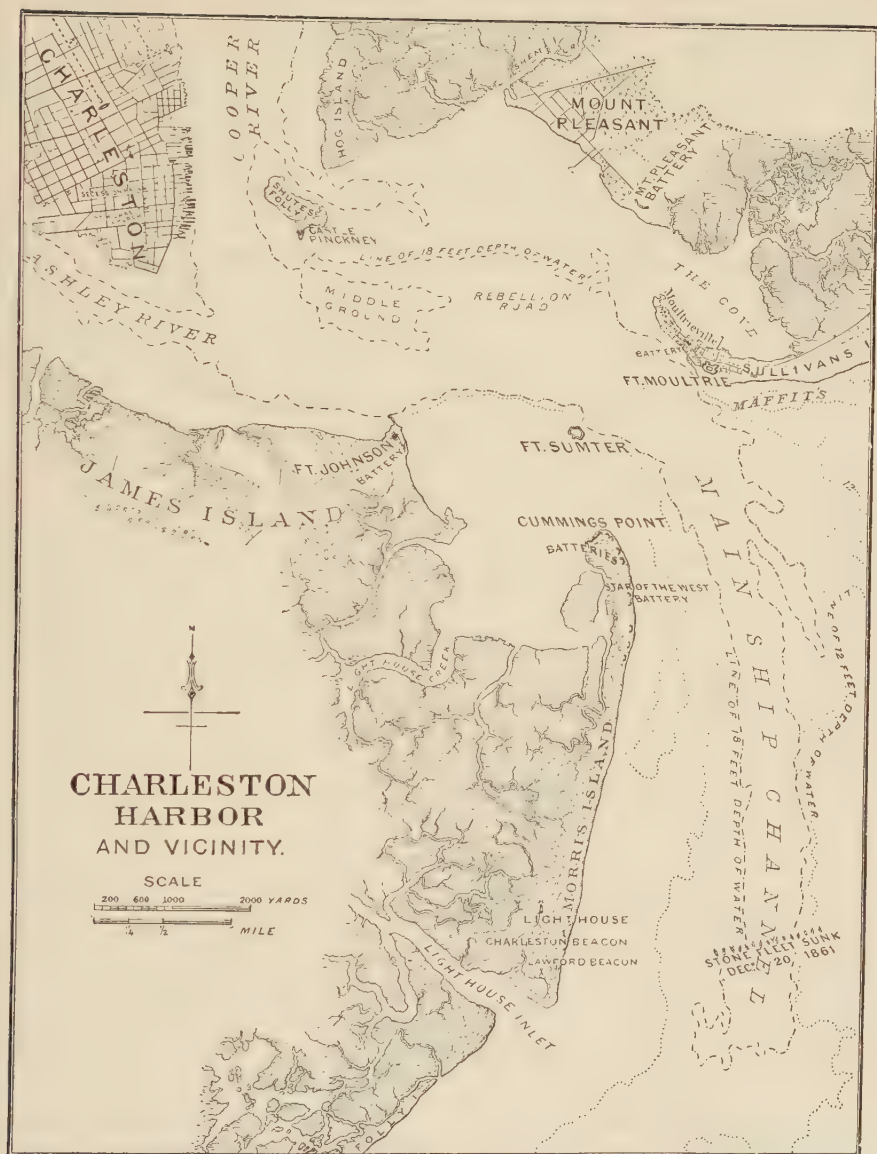 CHARLESTON
COOPER RIVER
HOG ISLAND
MOUNT PLEASANT
MT. PLEASANT BATTERY
SHUTES FOLLY
CASTLE PINCKNEY
LINE OF 18 FEET DEPTH OF WATER
MIDDLE GROUND
REBELLION ROAD
THE COVE
ASHLEY RIVER
Moultrieville
BATTERY
SULLIVANS I
FT. MOULTRIE
MAFFITS
FT. JOHNSON
BATTERY
FT. SUMTER
JAMES ISLAND
CUMMINGS POINT
BATTERIES
STAR OF THE WEST
BATTERY
MAIN SHIP CHANNEL
12'
LINE OF 12 FEET DEPTH OF WATER
LINE OF 18 FEET DEPTH OF WATER
LIGHT HOUSE CREEK
MORRIS ISLAND
N
CHARLESTON
HARBOR
AND VICINITY.
SCALE
200 600 1000 2000 YARDS
¼ ½ MILE
LIGHT HOUSE
CHARLESTON BEACON
LAWFORD BEACON
LIGHT HOUSE INLET
STONE FLEET SUNK
DEC. 20, 1861
FOLLY I